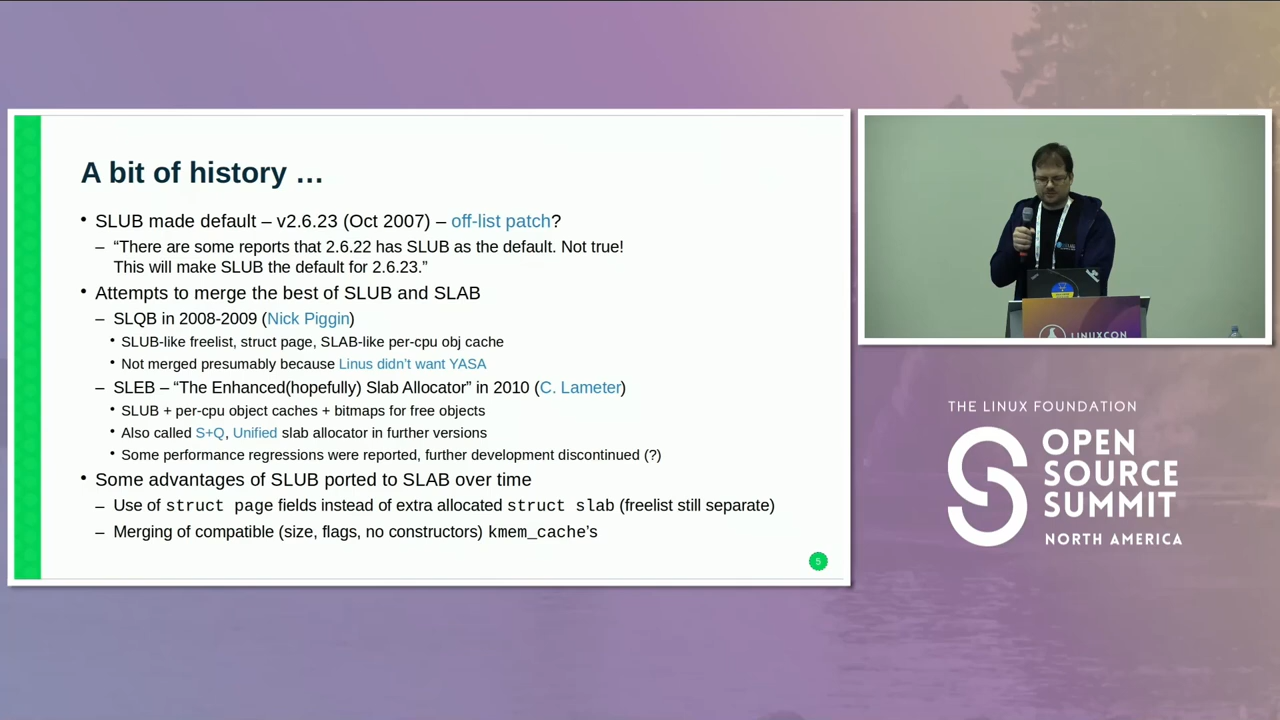 A bit of history …
• SLUB made default – v2.6.23 (Oct 2007) – off-list patch?
– “There are some reports that 2.6.22 has SLUB as the default. Not true!
This will make SLUB the default for 2.6.23.”
• Attempts to merge the best of SLUB and SLAB
– SLQB in 2008-2009 (Nick Piggin)
• SLUB-like freelist, struct page, SLAB-like per-cpu obj cache
• Not merged presumably because Linus didn’t want YASA
– SLEB – “The Enhanced(hopefully) Slab Allocator” in 2010 (C. Lameter)
• SLUB + per-cpu object caches + bitmaps for free objects
• Also called S+Q, Unified slab allocator in further versions
• Some performance regressions were reported, further development discontinued (?)
• Some advantages of SLUB ported to SLAB over time
– Use of struct page fields instead of extra allocated struct slab (freelist still separate)
– Merging of compatible (size, flags, no constructors) kmem_cache’s
5
LINUXCON
THE LINUX FOUNDATION
OPEN
SOURCE
SUMMIT
NORTH AMERICA